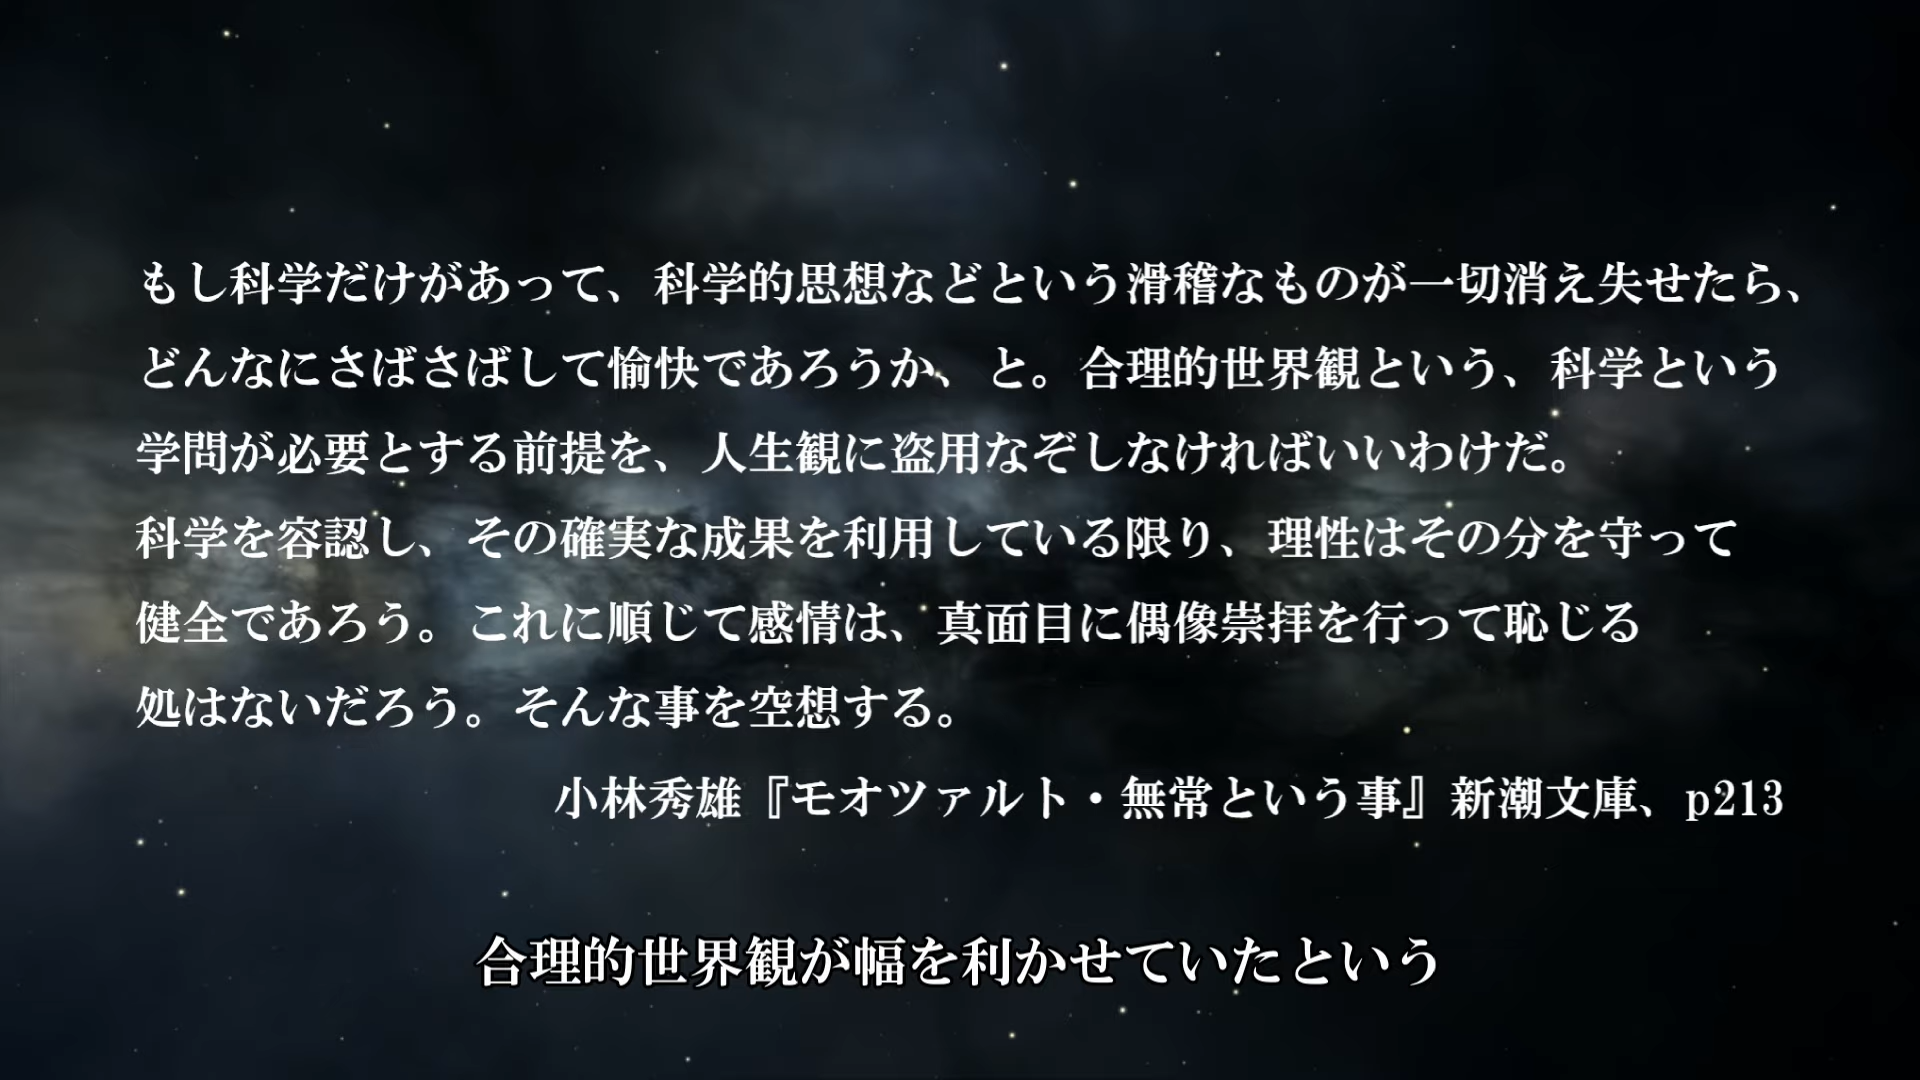 もし科学だけがあって、科学的思想などという滑稽なものが一切消え失せたら、
どんなにさばさばして愉快であろうか、と。合理的世界観という、科学という
学問が必要とする前提を、人生観に盗用なぞしなければいいわけだ。
科学を容認し、その確実な成果を利用している限り、理性はその分を守って
健全であろう。これに順じて感情は、真面目に偶像崇拝を行って恥じる
処はないだろう。そんな事を空想する。
小林秀雄『モオツァルト・無常という事』新潮文庫、p213
合理的世界観が幅を利かせていたという